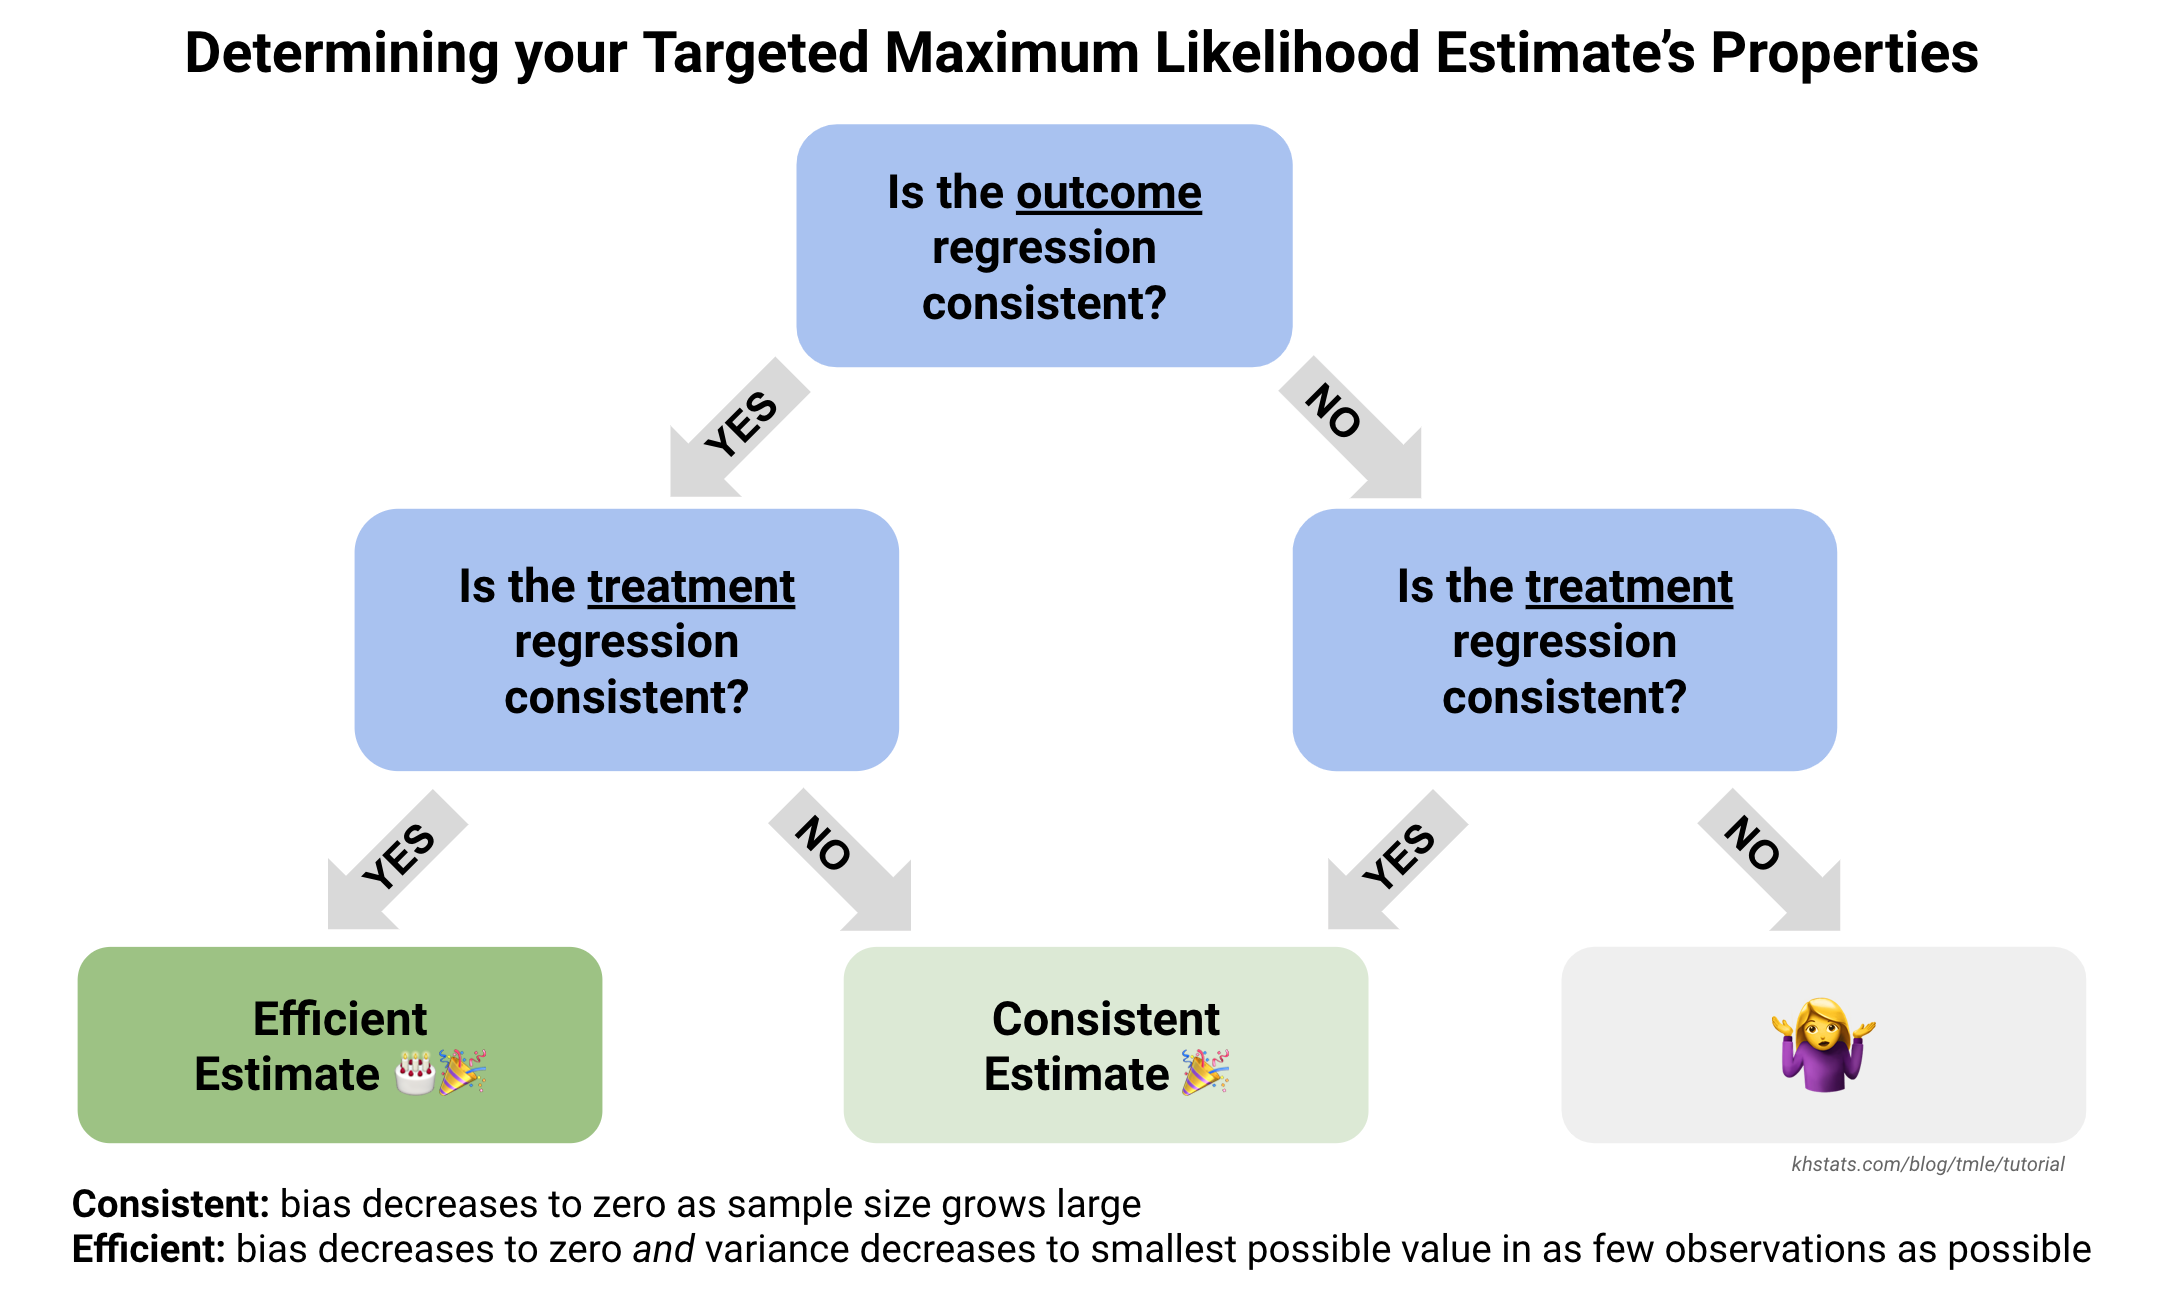 Determining your Targeted Maximum Likelihood Estimate’s Properties
Is the outcome
regression
consistent?
YES
NO
Is the treatment
regression
consistent?
Is the treatment
regression
consistent?
YES
NO
YES
NO
Efficient
Estimate 🎂🎉
Consistent
Estimate 🎉
🤷‍♀️
khstats.com/blog/tmle/tutorial
Consistent: bias decreases to zero as sample size grows large
Efficient: bias decreases to zero and variance decreases to smallest possible value in as few observations as possible